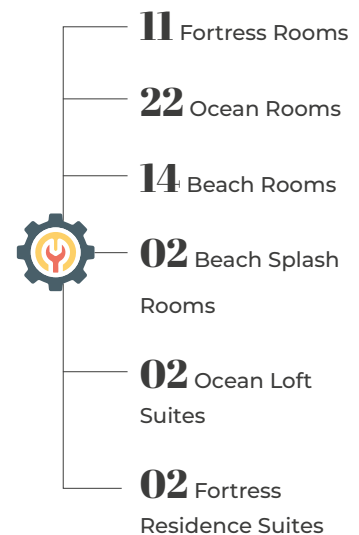 11 Fortress Rooms
22 Ocean Rooms
14 Beach Rooms
02 Beach Splash
Rooms
02 Ocean Loft
Suites
02 Fortress
Residence Suites